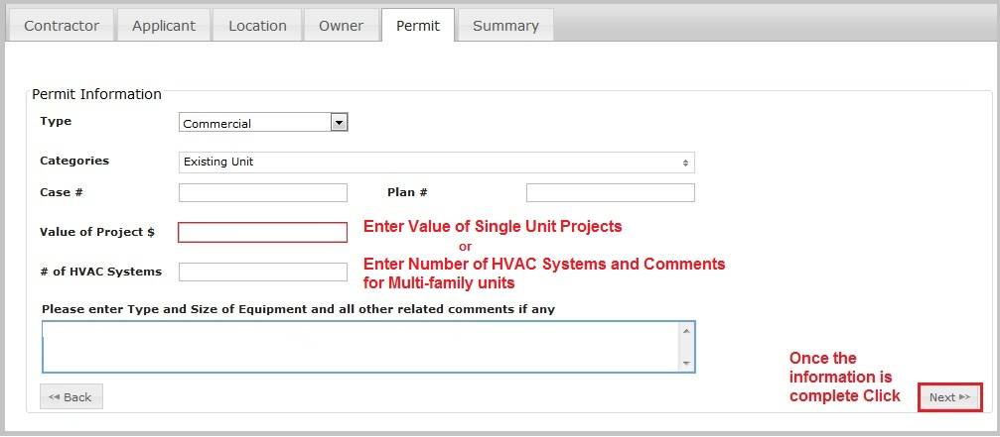 Contractor Applicant Location Owner Permit Summary
Permit Information
Type Commercial
Categories Existing Unit
Case # Plan #
Value of Project $ Enter Value of Single Unit Projects
or
# of HVAC Systems Enter Number of HVAC Systems and Comments
for Multi-family units
Please enter Type and Size of Equipment and all other related comments if any
Once the
information is
complete Click
Back Next